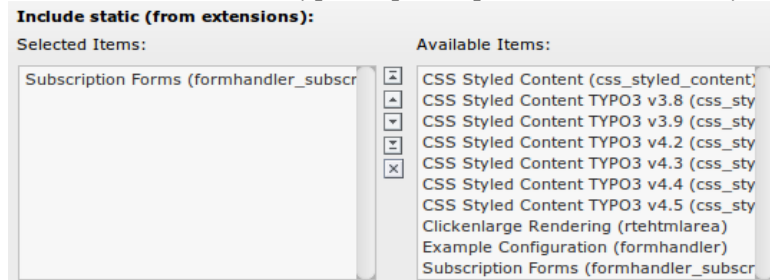 Include static (from extensions):
Selected Items:
Available Items:
Subscription Forms (formhandler_subscr
CSS Styled Content (css_styled_content)
CSS Styled Content TYPO3 v3.8 (css_sty
CSS Styled Content TYPO3 v3.9 (css_sty
CSS Styled Content TYPO3 v4.2 (css_sty
CSS Styled Content TYPO3 v4.3 (css_sty
CSS Styled Content TYPO3 v4.4 (css_sty
CSS Styled Content TYPO3 v4.5 (css_sty
Clickenlarge Rendering (rtehtmlarea)
Example Configuration (formhandler)
Subscription Forms (formhandler_subscr